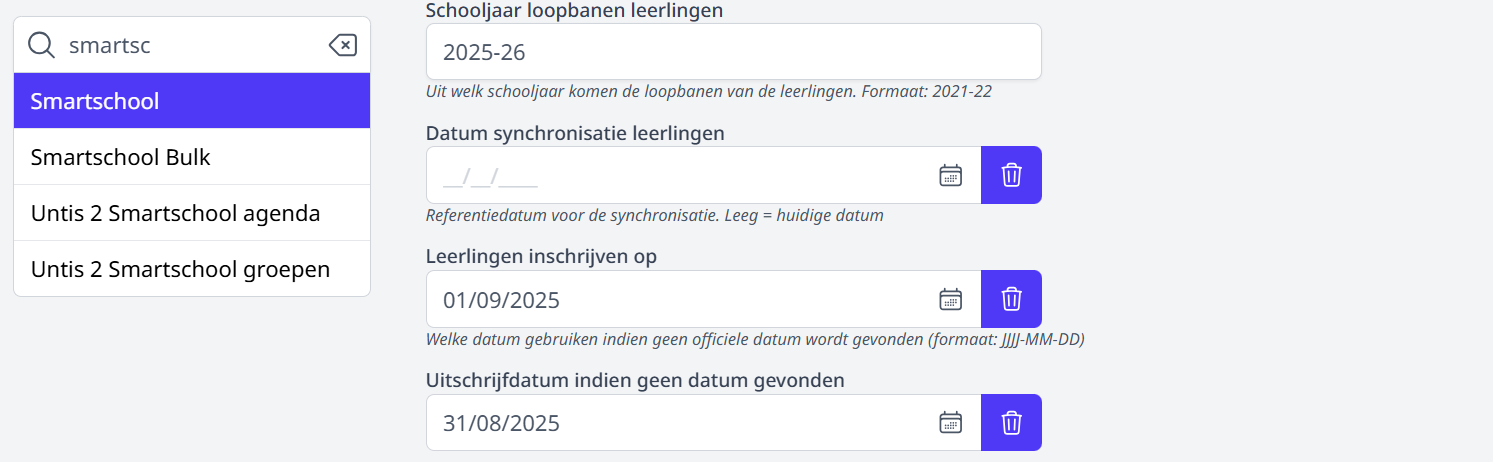 smartsc
Smartschool
Smartschool Bulk
Untis 2 Smartschool agenda
Untis 2 Smartschool groepen
Schooljaar loopbanen leerlingen
2025-26
Uit welk schooljaar komen de loopbanen van de leerlingen. Formaat: 2021-22
Datum synchronisatie leerlingen
__/__/____
Referentiedatum voor de synchronisatie. Leeg = huidige datum
Leerlingen inschrijven op
01/09/2025
Welke datum gebruiken indien geen officiele datum wordt gevonden (formaat: JJJJ-MM-DD)
Uitschrijfdatum indien geen datum gevonden
31/08/2025